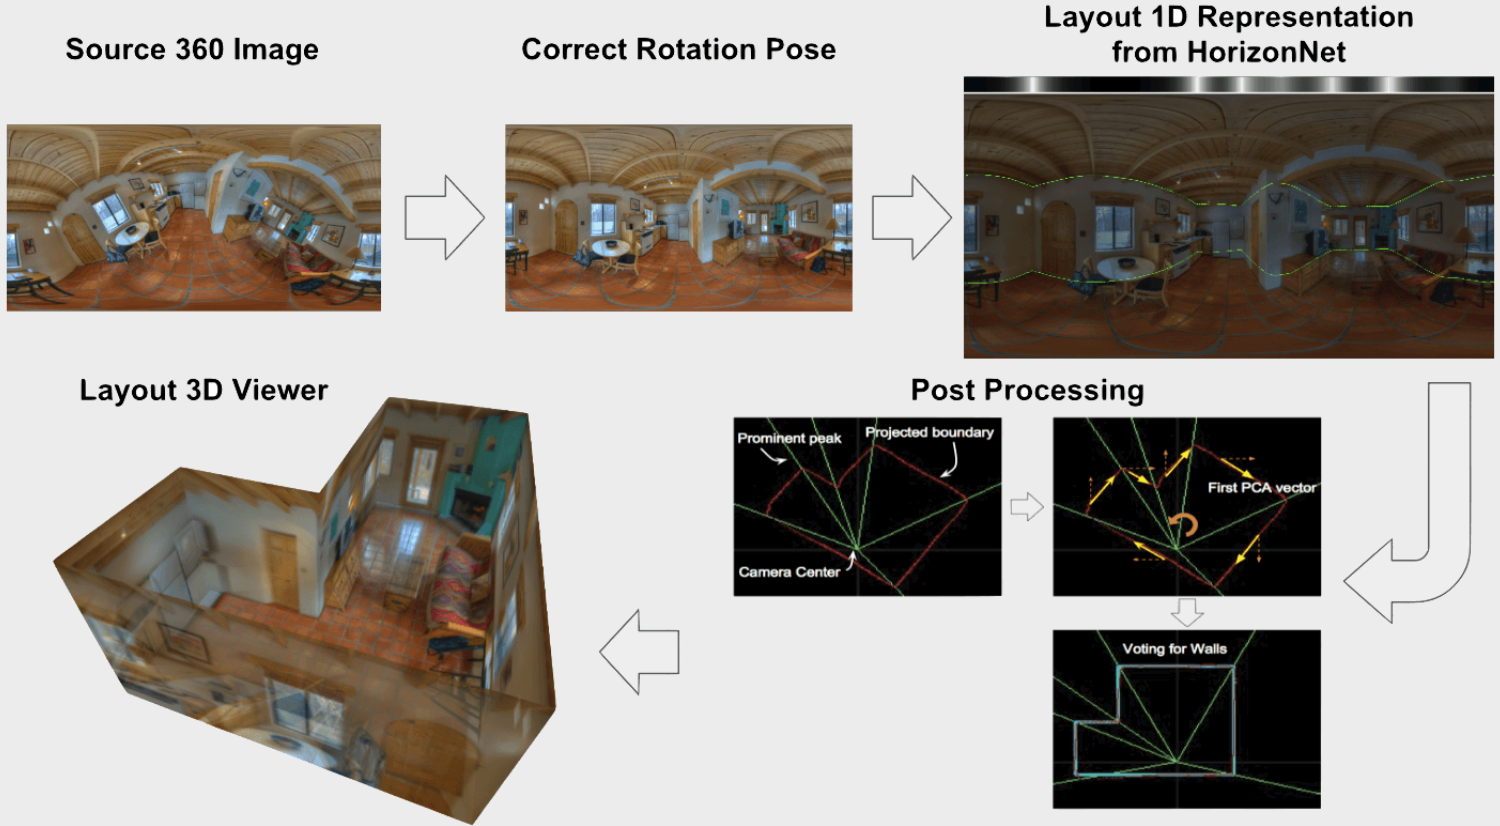 Source 360 Image
Correct Rotation Pose
Layout 1D Representation
from HorizonNet
Layout 3D Viewer
Post Processing
Prominent peak
Projected boundary
Camera Center
First PCA vector
Voting for Walls